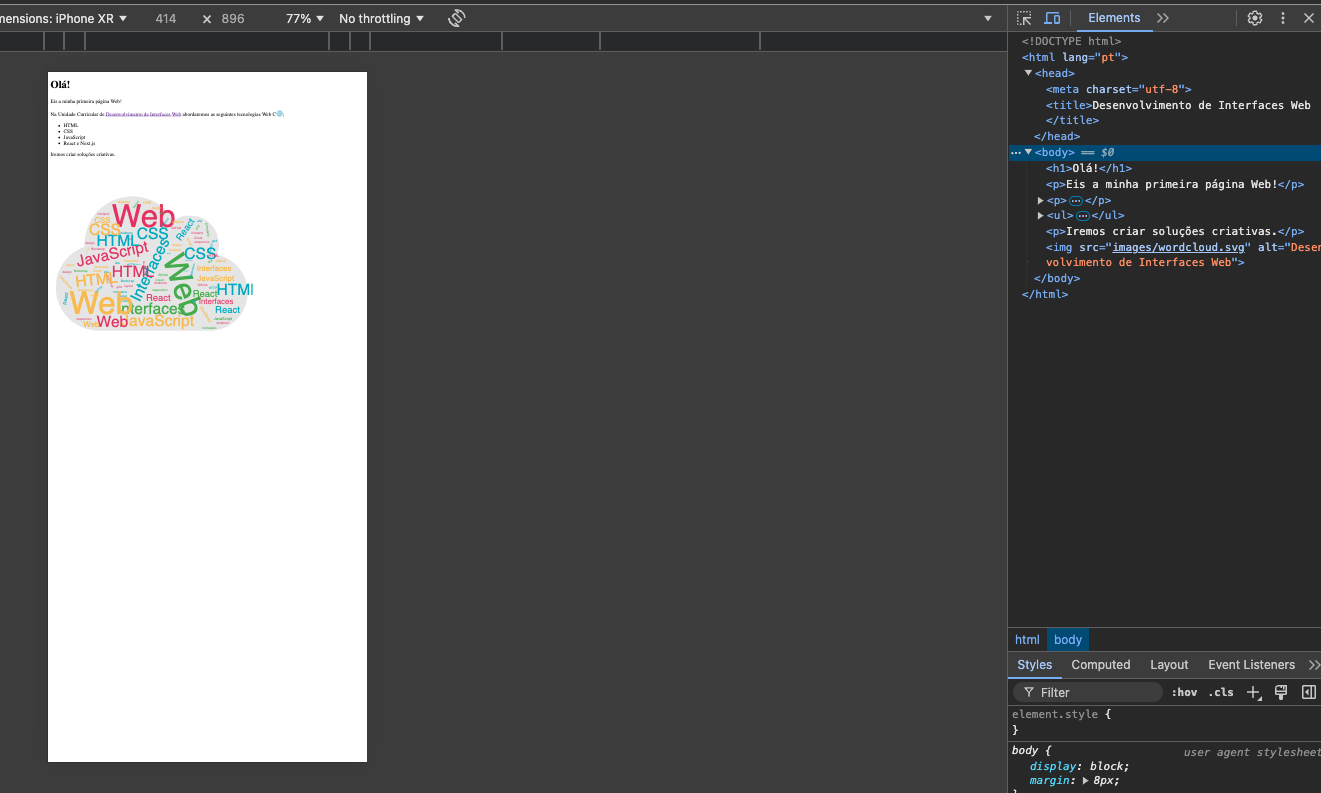 mensions: iPhone XR ▼ 414 × 896 77% ▼ No throttling ▼
Elements
<!DOCTYPE html>
<html lang="pt">
▼<head>
<meta charset="utf-8">
<title>Desenvolvimento de Interfaces Web
</title>
</head>
... ▼<body> == $0
<h1>Olá!</h1>
<p>Eis a minha primeira página Web!</p>
▶<p>...</p>
▶<ul>...</ul>
<p>Iremos criar soluções criativas.</p>
<img src="images/wordcloud.svg" alt="Desen
volvimento de Interfaces Web">
</body>
</html>
html body
Styles Computed Layout Event Listeners
Filter :hov .cls
element.style {
}
body { user agent stylesheet
display: block;
margin: ▶ 8px;
Olá!
Eis a minha primeira página Web!
Na Unidade Curricular de Desenvolvimento de Interfaces Web abordaremos as seguintes tecnologias Web
• HTML
• CSS
• JavaScript
• React e Next.js
Iremos criar soluções criativas.
Web
CSS
CSS
React
HTML
CSS
JavaScript
Interfaces
HTML
Web
Interfaces
JavaScript
HTML
React
React
HTML
Interfaces
Web
nterfaces
React
Web
Web
JavaScript